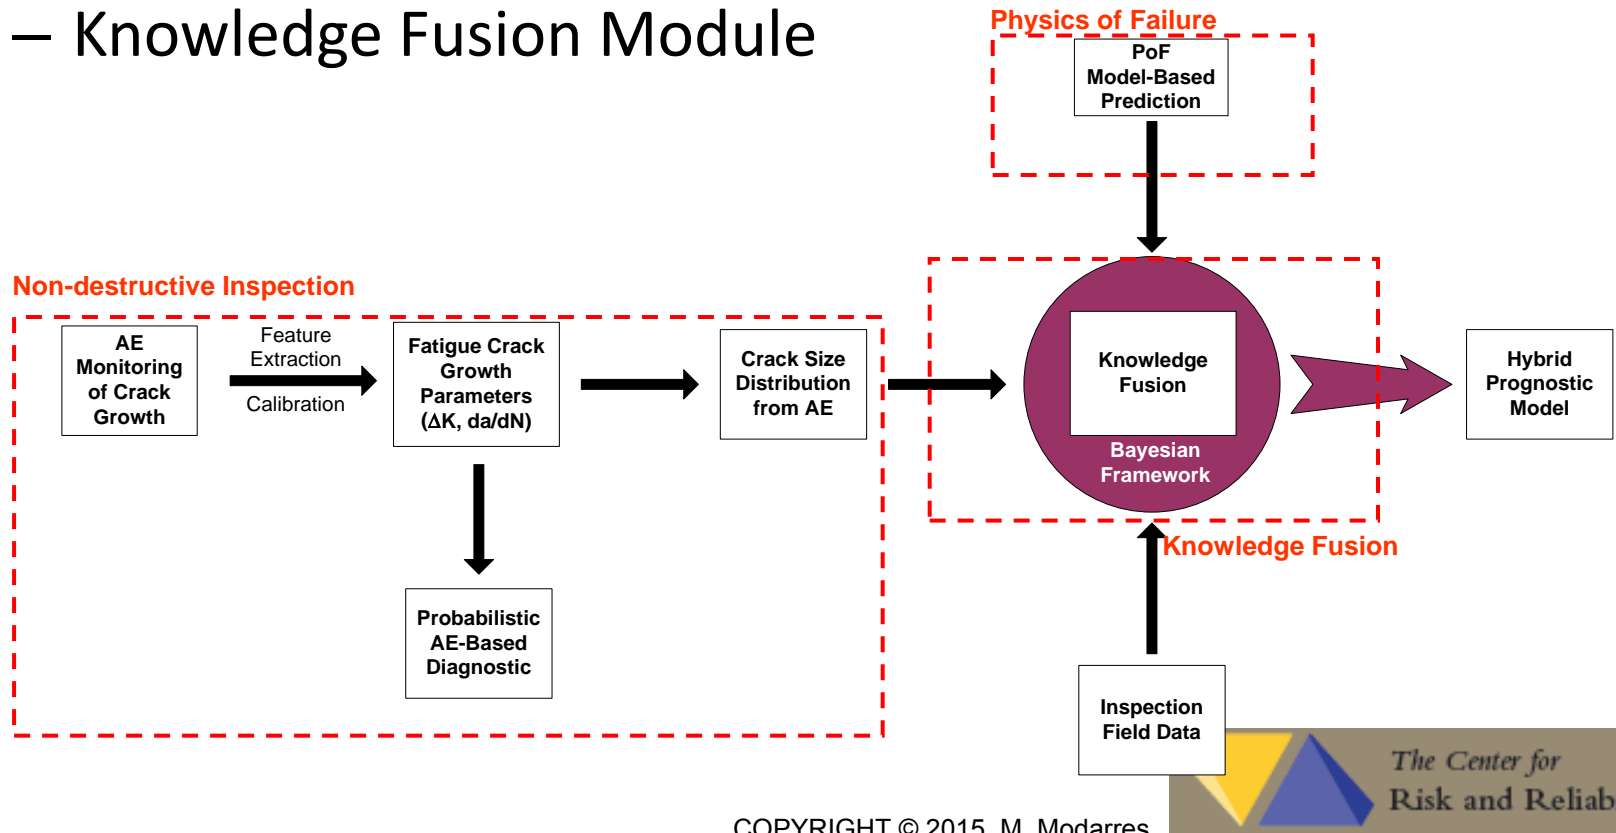 – Knowledge Fusion Module
Physics of Failure
PoF
Model-Based
Prediction
Non-destructive Inspection
AE
Monitoring
of Crack
Growth
Feature
Extraction
Calibration
Fatigue Crack
Growth
Parameters
(ΔK, da/dN)
Crack Size
Distribution
from AE
Knowledge
Fusion
Bayesian
Framework
Hybrid
Prognostic
Model
Knowledge Fusion
Probabilistic
AE-Based
Diagnostic
Inspection
Field Data
The Center for
Risk and Reliab
COPYRIGHT © 2015, M. Modarres